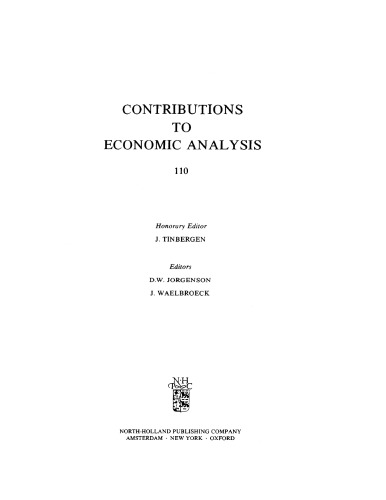 CONTRIBUTIONS
TO
ECONOMIC ANALYSIS
110
Honorary Editor
J. TINBERGEN
Editors
D.W. JORGENSON
J. WAELBROECK
N·H
P C
NORTH-HOLLAND PUBLISHING COMPANY
AMSTERDAM · NEW YORK · OXFORD